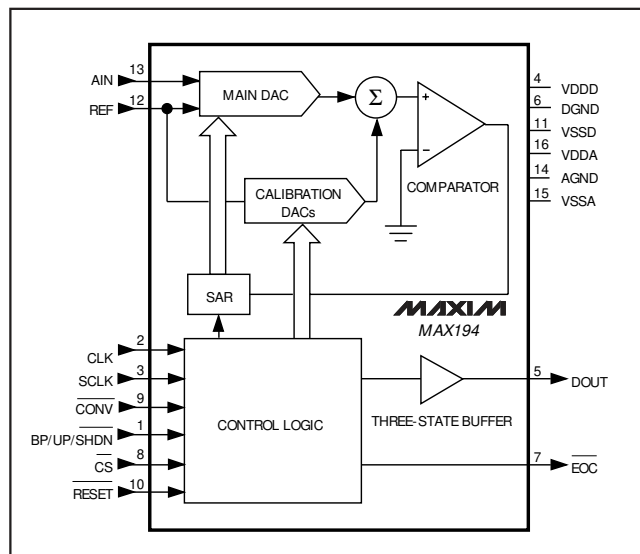 13
AIN
12
REF
MAIN DAC
Σ
+
−
COMPARATOR
CALIBRATION
DACs
SAR
MAXIM
MAX194
4 VDDD
6 DGND
11 VSSD
16 VDDA
14 AGND
15 VSSA
2
CLK
3
SCLK
9
CONV
1
BP/UP/SHDN
8
CS
10
RESET
CONTROL LOGIC
THREE-STATE BUFFER
5
DOUT
7
EOC